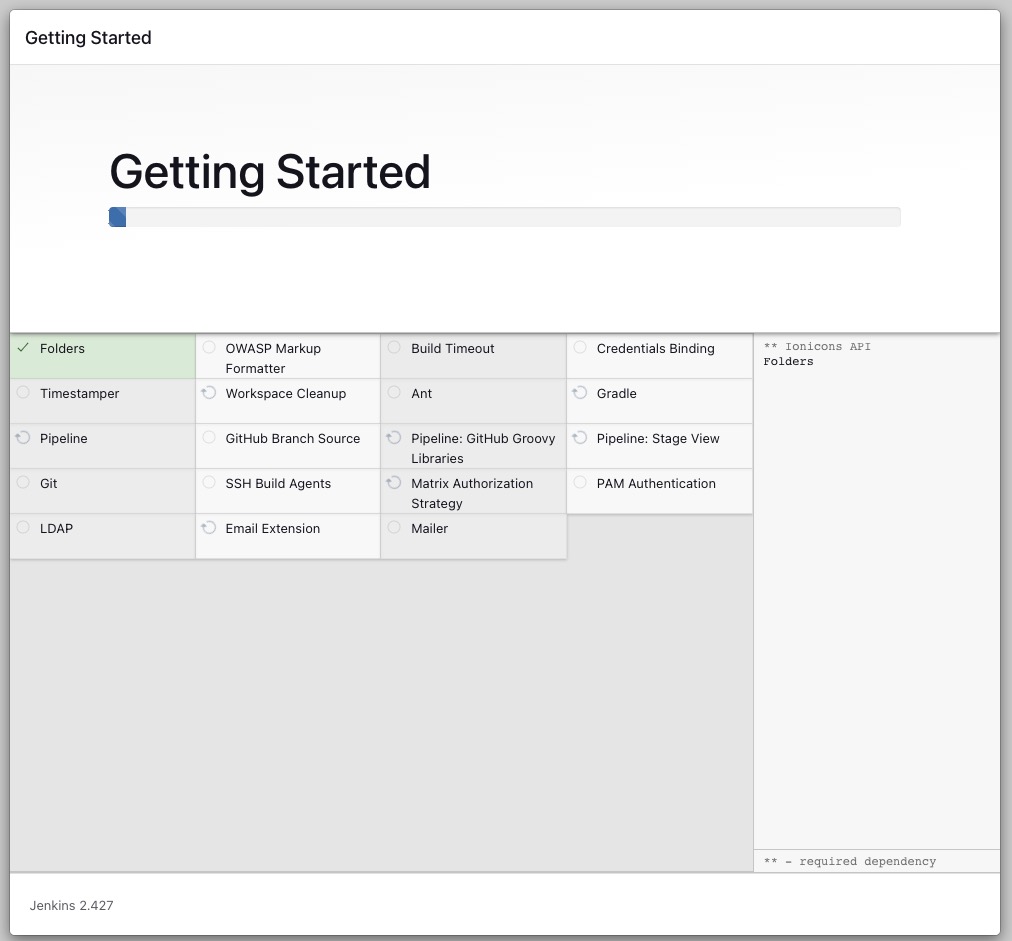 Getting Started
Getting Started
Folders
OWASP Markup
Formatter
Build Timeout
Credentials Binding
Timestamper
Workspace Cleanup
Ant
Gradle
Pipeline
GitHub Branch Source
Pipeline: GitHub Groovy
Libraries
Pipeline: Stage View
Git
SSH Build Agents
Matrix Authorization
Strategy
PAM Authentication
LDAP
Email Extension
Mailer
** Ionicons API
Folders
** - required dependency
Jenkins 2.427